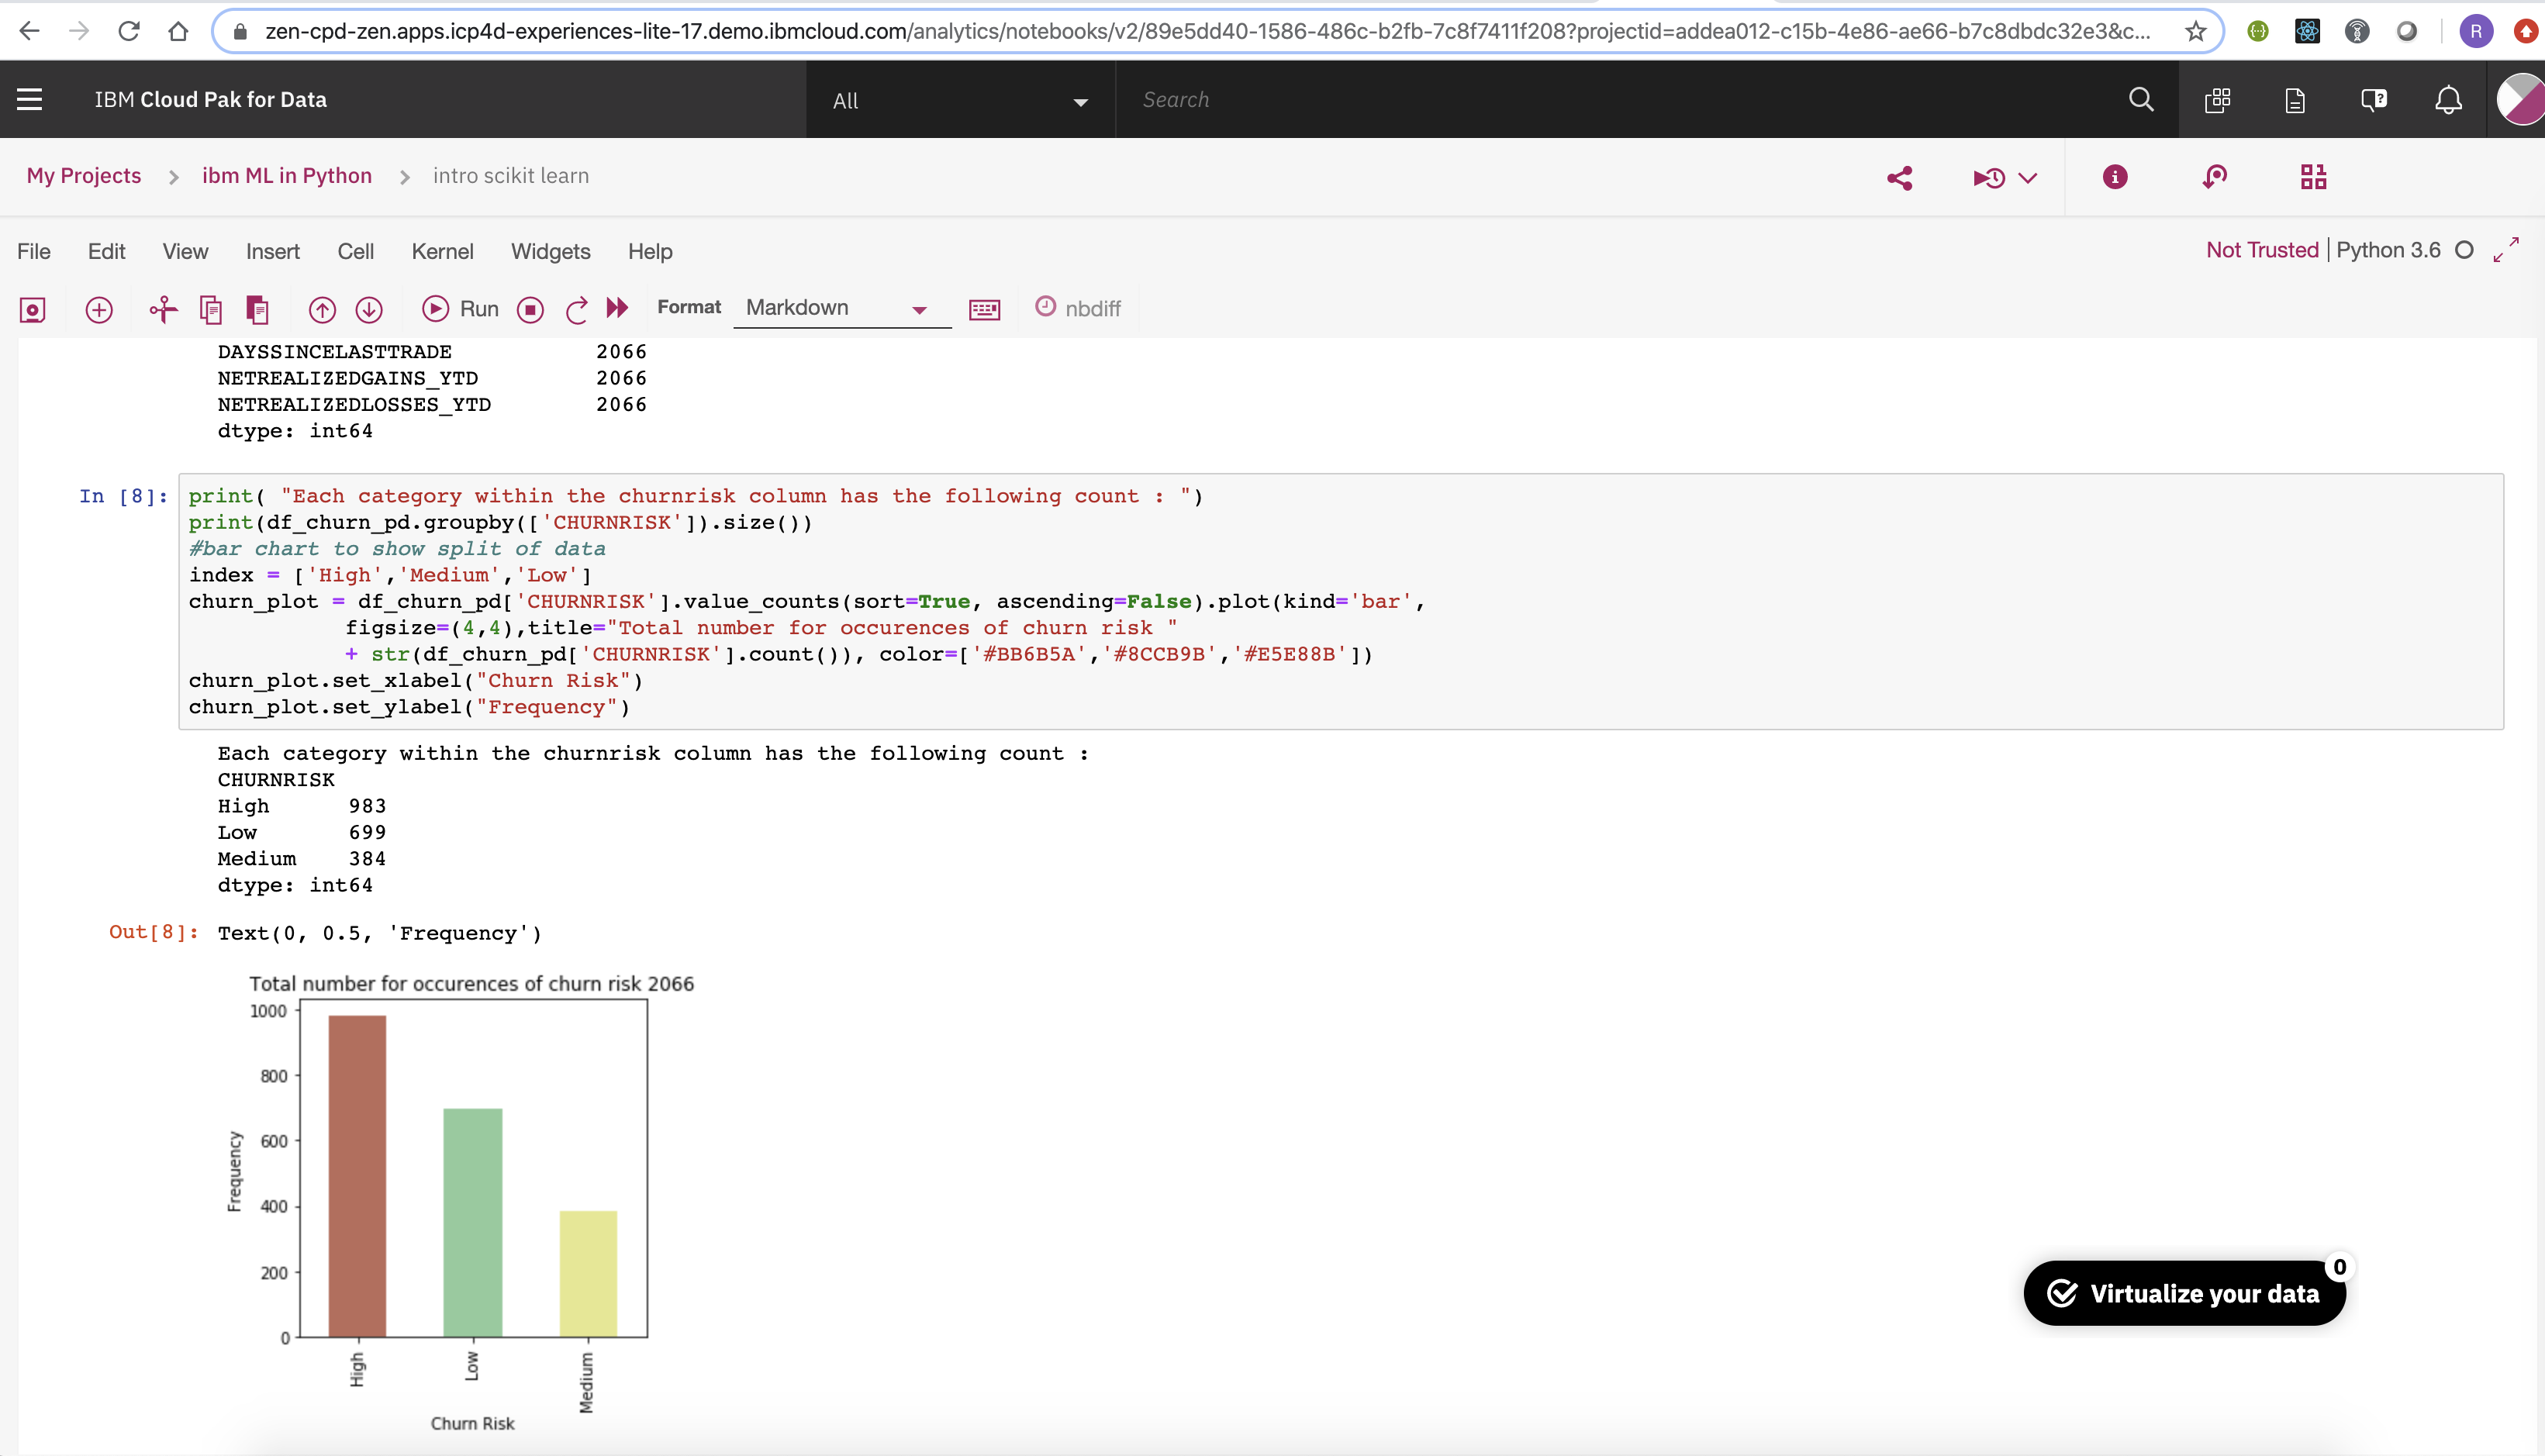 zen-cpd-zen.apps.icp4d-experiences-lite-17.demo.ibmcloud.com/analytics/notebooks/v2/89e5dd40-1586-486c-b2fb-7c8f7411f208?projectid=addea012-c15b-4e86-ae66-b7c8dbdc32e3&c...
R
IBM Cloud Pak for Data
All
Search
My Projects > ibm ML in Python > intro scikit learn
File Edit View Insert Cell Kernel Widgets Help
Not Trusted | Python 3.6
Run Format Markdown nbdiff
DAYSSINCELASTTRADE 2066
NETREALIZEDGAINS_YTD 2066
NETREALIZEDLOSSES_YTD 2066
dtype: int64
In [8]: print( "Each category within the churnrisk column has the following count : ")
print(df_churn_pd.groupby(['CHURNRISK']).size())
#bar chart to show split of data
index = ['High','Medium','Low']
churn_plot = df_churn_pd['CHURNRISK'].value_counts(sort=True, ascending=False).plot(kind='bar',
figsize=(4,4),title="Total number for occurences of churn risk "
+ str(df_churn_pd['CHURNRISK'].count()), color=['#BB6B5A','#8CCB9B','#E5E88B'])
churn_plot.set_xlabel("Churn Risk")
churn_plot.set_ylabel("Frequency")
Each category within the churnrisk column has the following count :
CHURNRISK
High 983
Low 699
Medium 384
dtype: int64
Out[8]: Text(0, 0.5, 'Frequency')
Total number for occurences of churn risk 2066
1000
800
600
400
200
0
Frequency
High
Low
Medium
Churn Risk
0
Virtualize your data